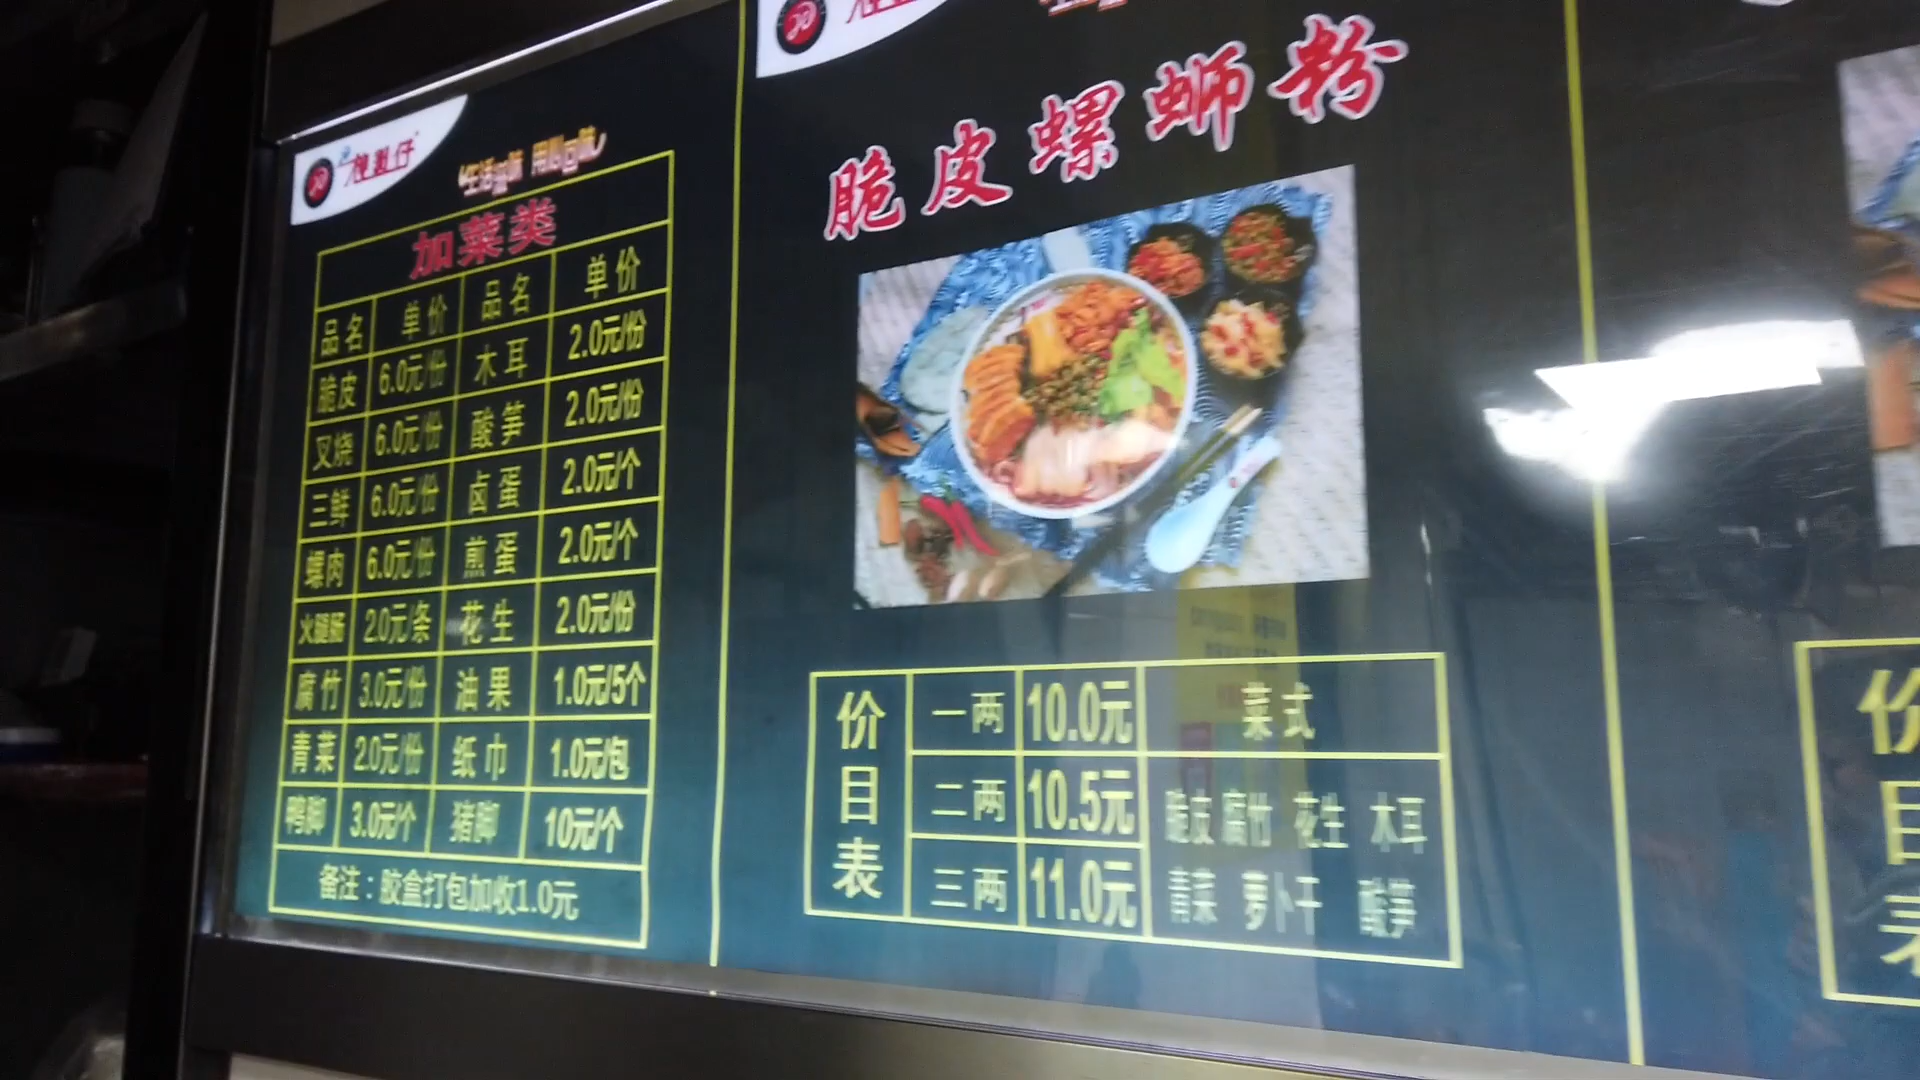 加菜类
品名 单价 品名 单价
脆皮 6.0元/份 木耳 2.0元/份
叉烧 6.0元/份 酸笋 2.0元/份
三鲜 6.0元/份 卤蛋 2.0元/个
螺肉 6.0元/份 煎蛋 2.0元/个
火腿肠 2.0元/条 花生 2.0元/份
腐竹 3.0元/份 油果 1.0元/5个
青菜 2.0元/份 纸巾 1.0元/包
鸭脚 3.0元/个 猪脚 10元/个
备注：胶盒打包加收1.0元
脆皮螺蛳粉
价目表
一两 10.0元 菜式
二两 10.5元 脆皮 腐竹 花生 木耳
三两 11.0元 青菜 萝卜干 酸笋
价目表